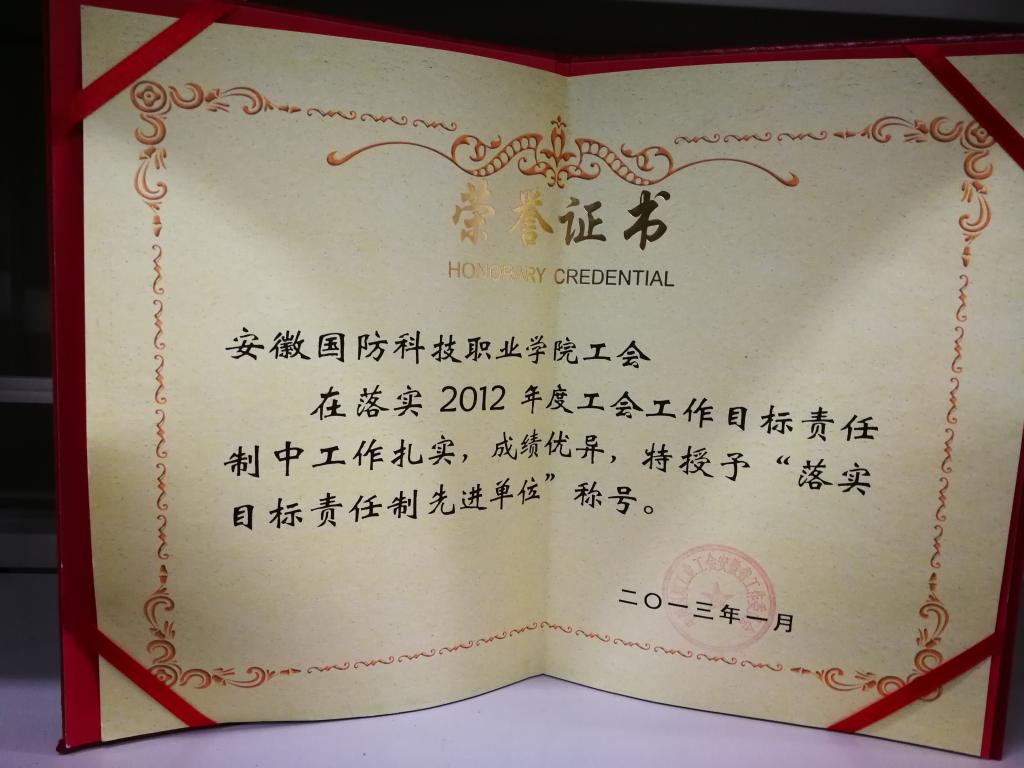 荣誉证书
HONORARY CREDENTIAL
安徽国防科技职业学院工会
在落实2012年度工会工作目标责任
制中工作扎实，成绩优异，特授予“落实
目标责任制先进单位”称号。
二〇一三年一月